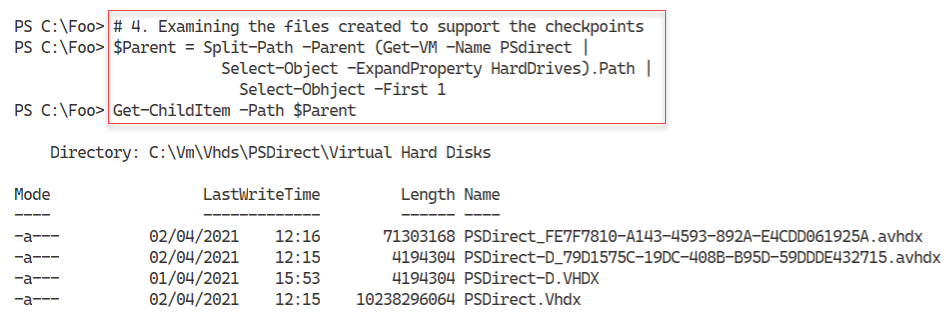 PS C:\Foo> # 4. Examining the files created to support the checkpoints
PS C:\Foo> $Parent = Split-Path -Parent (Get-VM -Name PSdirect |
Select-Object -ExpandProperty HardDrives).Path |
Select-Obhject -First 1
PS C:\Foo> Get-ChildItem -Path $Parent
Directory: C:\Vm\Vhds\PSDirect\Virtual Hard Disks
Mode LastWriteTime Length Name
---- ------------- ------ ----
-a--- 02/04/2021 12:16 71303168 PSDirect_FE7F7810-A143-4593-892A-E4CDD061925A.avhdx
-a--- 02/04/2021 12:15 4194304 PSDirect-D_79D1575C-19DC-408B-B95D-59DDDE432715.avhdx
-a--- 01/04/2021 15:53 4194304 PSDirect-D.VHDX
-a--- 02/04/2021 12:15 10238296064 PSDirect.Vhdx